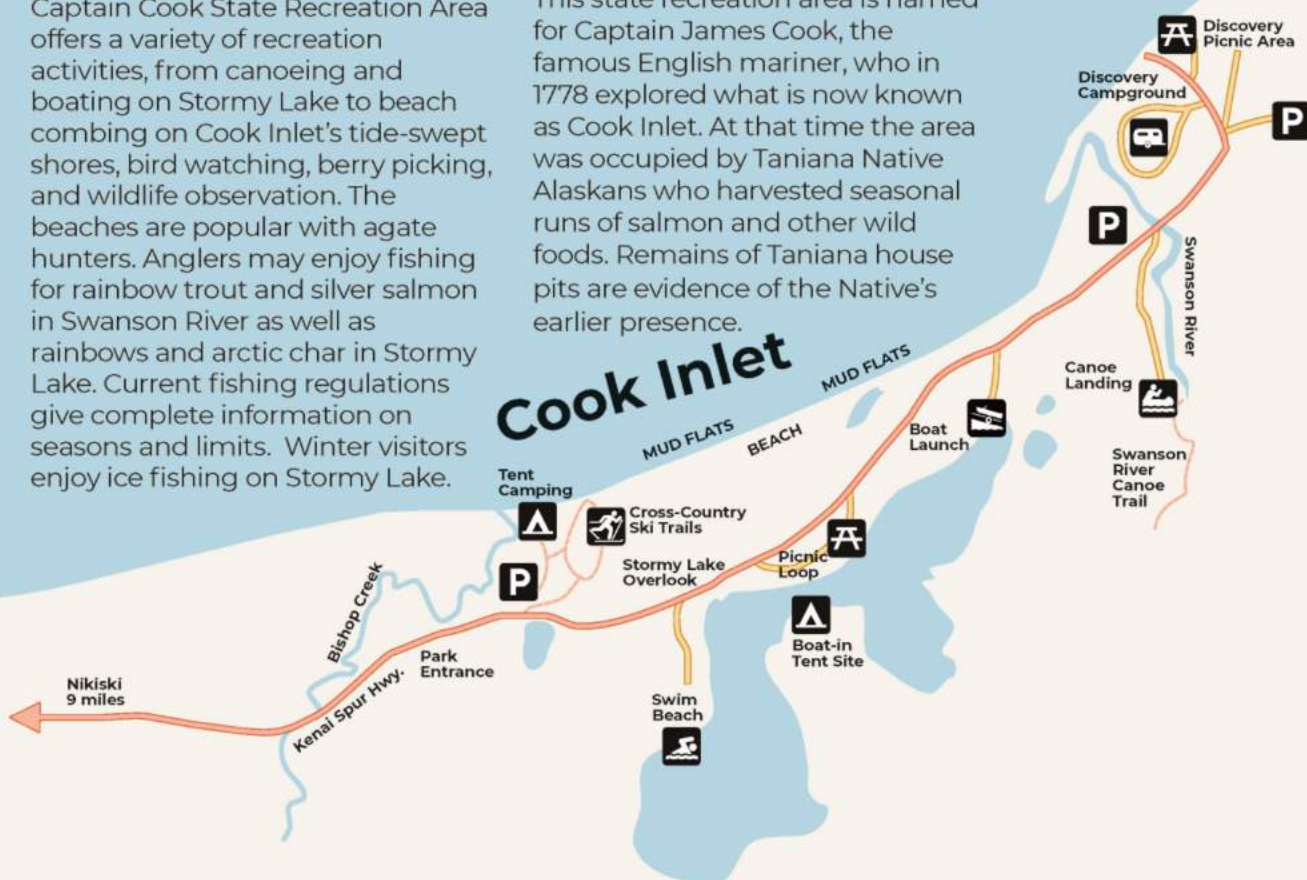 Captain Cook State Recreation Area
offers a variety of recreation
activities, from canoeing and
boating on Stormy Lake to beach
combing on Cook Inlet's tide-swept
shores, bird watching, berry picking,
and wildlife observation. The
beaches are popular with agate
hunters. Anglers may enjoy fishing
for rainbow trout and silver salmon
in Swanson River as well as
rainbows and arctic char in Stormy
Lake. Current fishing regulations
give complete information on
seasons and limits.  Winter visitors
enjoy ice fishing on Stormy Lake.
This state recreation area is named
for Captain James Cook, the
famous English mariner, who in
1778 explored what is now known
as Cook Inlet. At that time the area
was occupied by Taniana Native
Alaskans who harvested seasonal
runs of salmon and other wild
foods. Remains of Taniana house
pits are evidence of the Native's
earlier presence.
Discovery
Picnic Area
Discovery
Campground
P
P
Swanson River
Cook Inlet
MUD FLATS
MUD FLATS
BEACH
Canoe
Landing
Boat
Launch
Swanson
River
Canoe
Trail
Tent
Camping
Cross-Country
Ski Trails
P
Stormy Lake
Overlook
Picnic
Loop
Bishop Creek
Boat-in
Tent Site
Park
Entrance
Nikiski
9 miles
Kenai Spur Hwy.
Swim
Beach